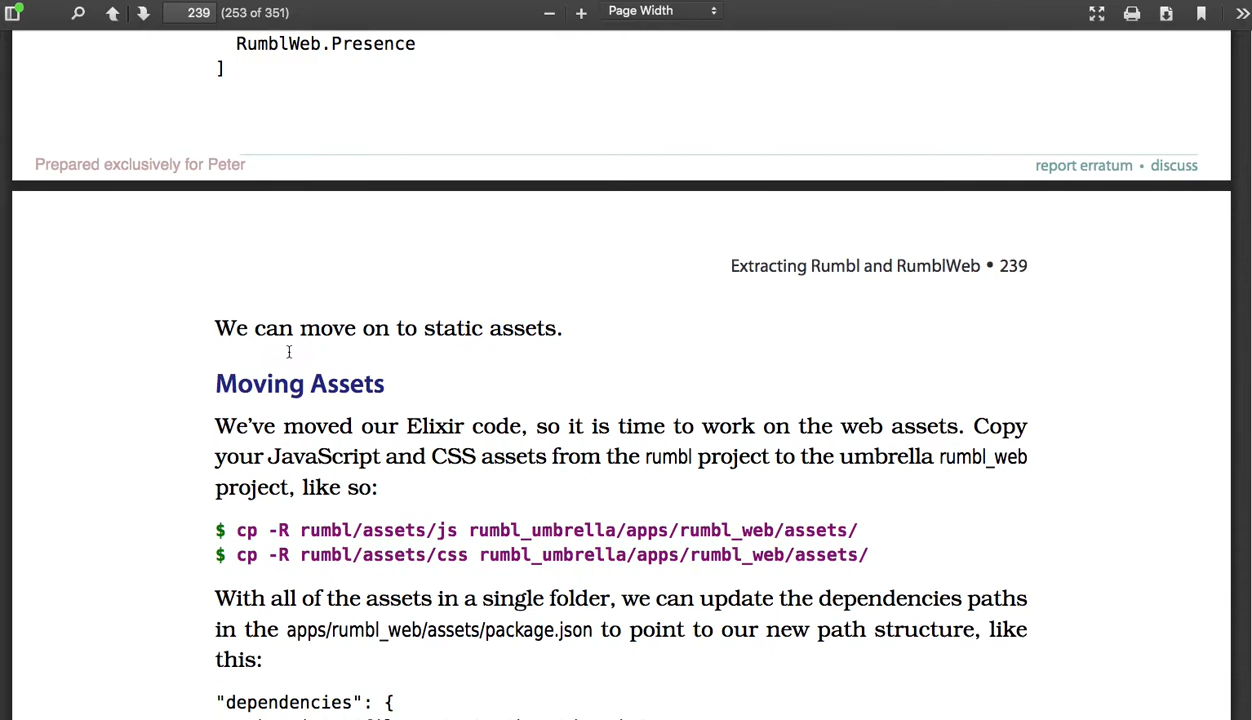 239 (253 of 351) Page Width
RumblWeb.Presence
]
Prepared exclusively for Peter report erratum • discuss
Extracting Rumbl and RumblWeb • 239
We can move on to static assets.
Moving Assets
We've moved our Elixir code, so it is time to work on the web assets. Copy
your JavaScript and CSS assets from the rumbl project to the umbrella rumbl_web
project, like so:
$ cp -R rumbl/assets/js rumbl_umbrella/apps/rumbl_web/assets/
$ cp -R rumbl/assets/css rumbl_umbrella/apps/rumbl_web/assets/
With all of the assets in a single folder, we can update the dependencies paths
in the apps/rumbl_web/assets/package.json to point to our new path structure, like
this:
"dependencies": {